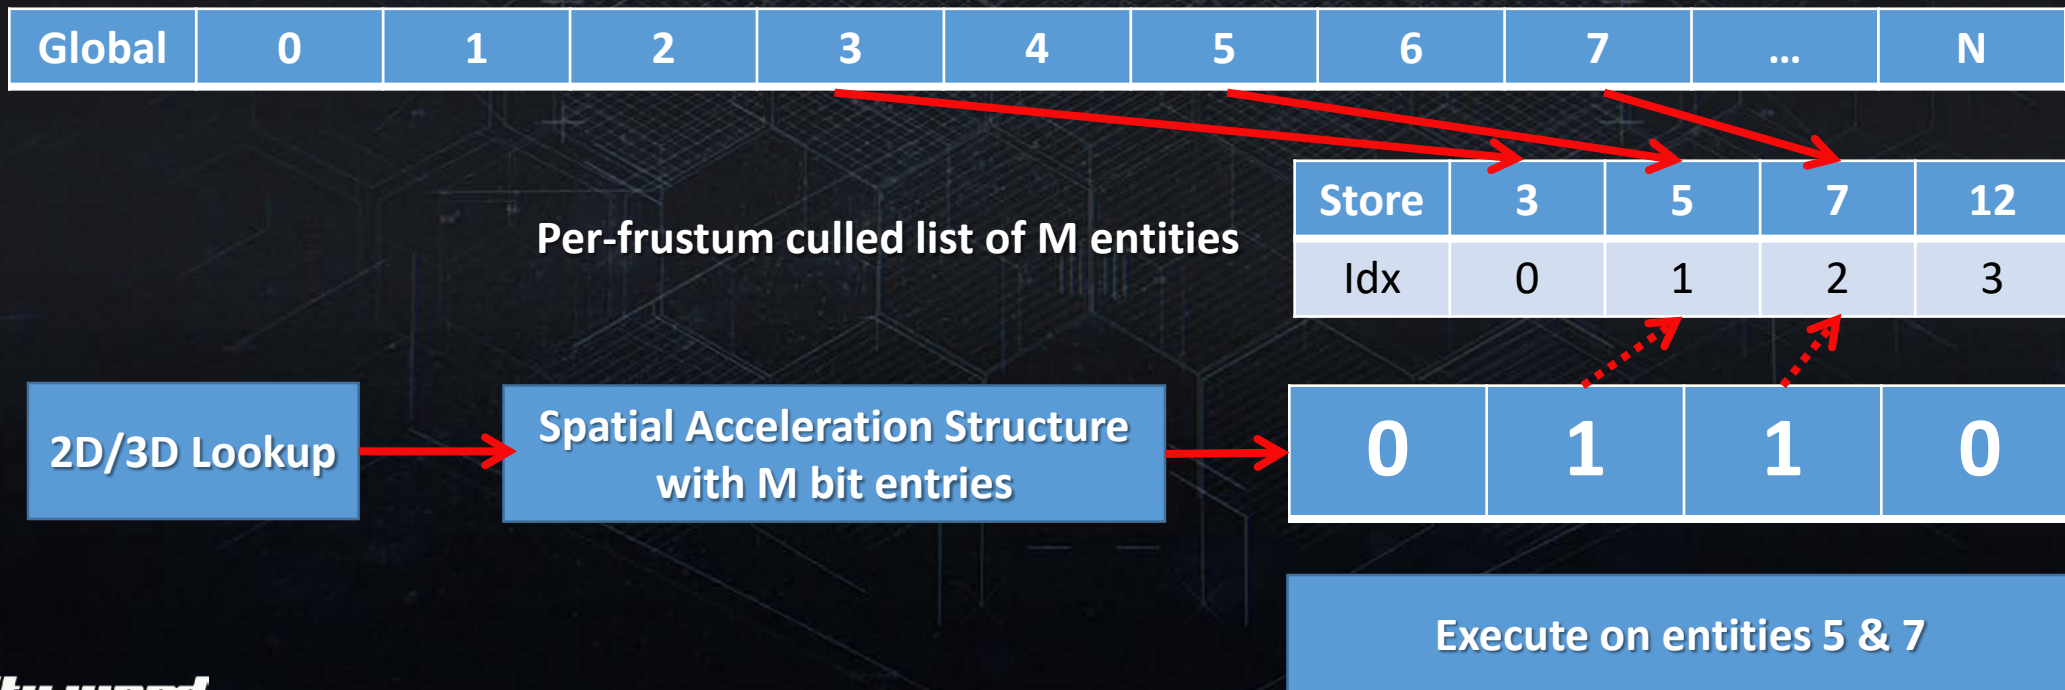 Global 0 1 2 3 4 5 6 7 ... N
Store 3 5 7 12
Per-frustum culled list of M entities
Idx 0 1 2 3
2D/3D Lookup
Spatial Acceleration Structure
with M bit entries
0 1 1 0
Execute on entities 5 & 7